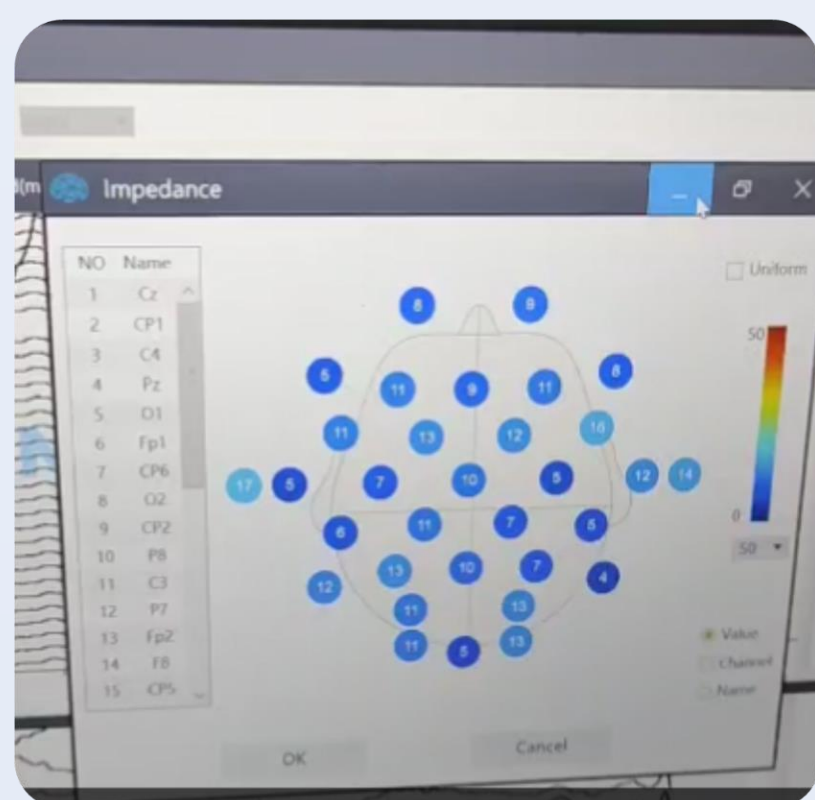 Impedance
NO Name
1 Cz
2 CP1
3 C4
4 Pz
5 O1
6 Fp1
7 CP6
8 O2
9 CP2
10 P8
11 C3
12 P7
13 Fp2
14 F8
15 CP5
8 9
11 9 11 8
11 13 12 16
17 5 7 10 5 12 14
6 11 7 5
12 13 10 7 4
11 13
11 5 13
Uniform
50
0
50
Value
Channel
Name
OK Cancel